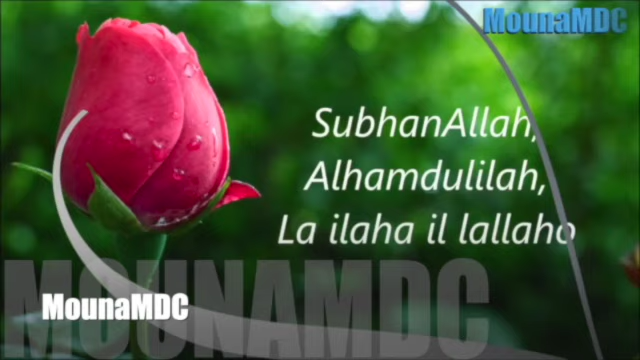 MounaMDC
SubhanAllah,
Alhamdulilah,
La ilaha il lallaho
MOUNAMDC
MounaMDC